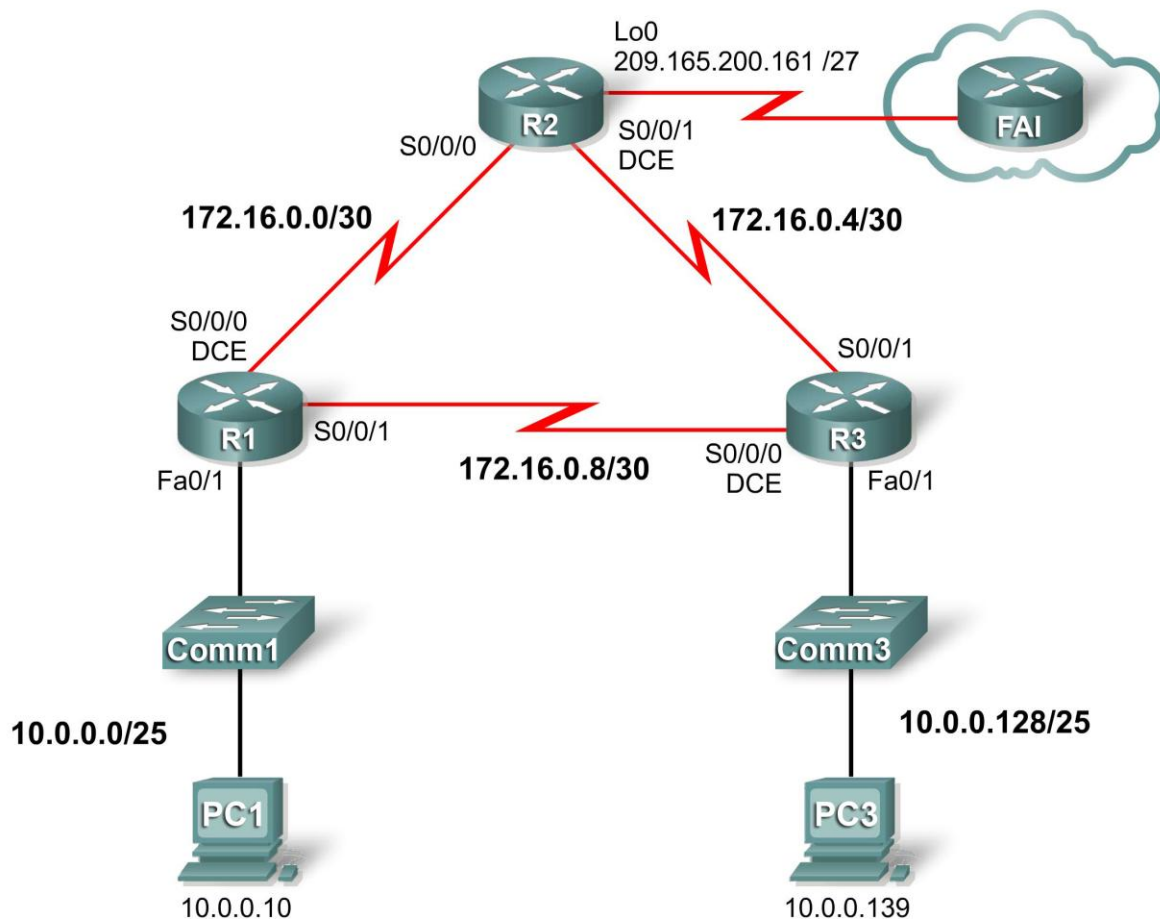 Lo0
209.165.200.161 /27
R2
FAI
S0/0/0
S0/0/1
DCE
172.16.0.0/30
172.16.0.4/30
S0/0/0
DCE
S0/0/1
R1
S0/0/1
R3
172.16.0.8/30
S0/0/0
DCE
Fa0/1
Fa0/1
Comm1
Comm3
10.0.0.0/25
10.0.0.128/25
PC1
PC3
10.0.0.10
10.0.0.139